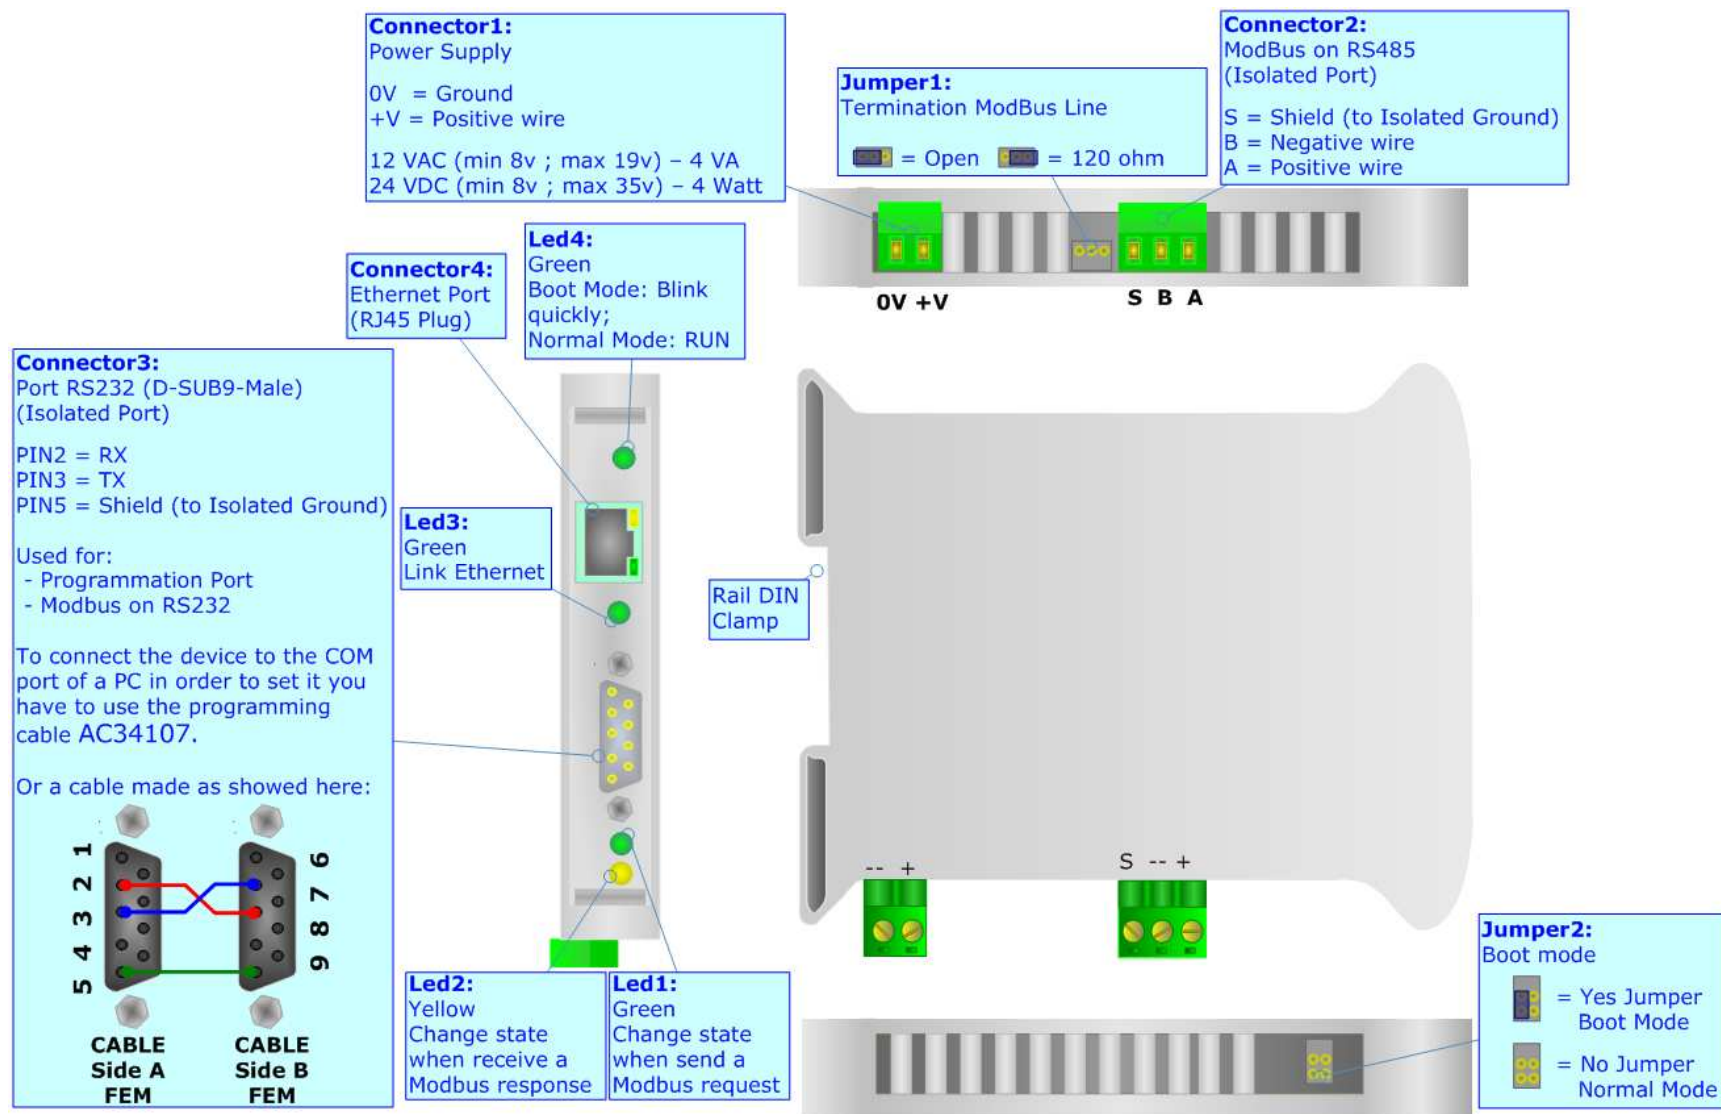 Connector1:
Power Supply
0V = Ground
+V = Positive wire
12 VAC (min 8v ; max 19v) – 4 VA
24 VDC (min 8v ; max 35v) – 4 Watt
Jumper1:
Termination ModBus Line
= Open = 120 ohm
Connector2:
ModBus on RS485
(Isolated Port)
S = Shield (to Isolated Ground)
B = Negative wire
A = Positive wire
0V +V
S B A
Led4:
Green
Boot Mode: Blink
quickly;
Normal Mode: RUN
Connector4:
Ethernet Port
(RJ45 Plug)
Connector3:
Port RS232 (D-SUB9-Male)
(Isolated Port)
PIN2 = RX
PIN3 = TX
PIN5 = Shield (to Isolated Ground)
Used for:
- Programmation Port
- Modbus on RS232
To connect the device to the COM
port of a PC in order to set it you
have to use the programming
cable AC34107.
Or a cable made as showed here:
1
2
3
4
5
6
7
8
9
CABLE
Side A
FEM
CABLE
Side B
FEM
Led3:
Green
Link Ethernet
Rail DIN
Clamp
-- +
S -- +
Led2:
Yellow
Change state
when receive a
Modbus response
Led1:
Green
Change state
when send a
Modbus request
Jumper2:
Boot mode
= Yes Jumper
Boot Mode
= No Jumper
Normal Mode